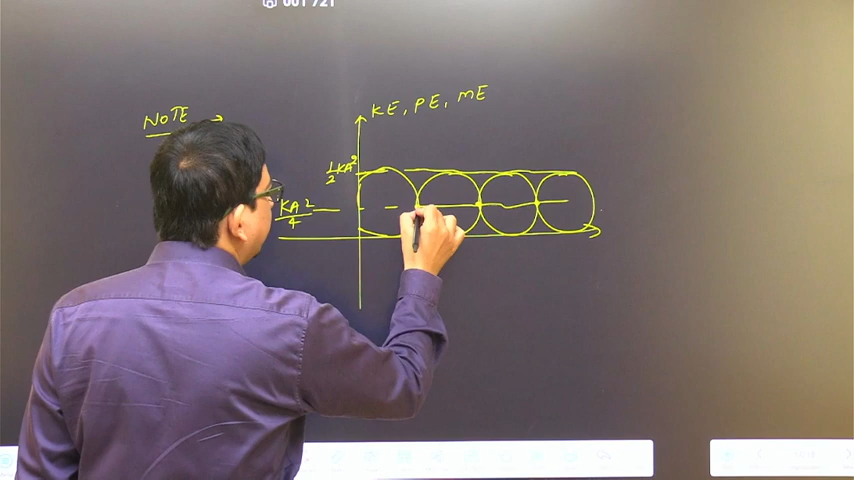 KE, PE, ME
NOTE →
1/2 KA²
KA²/4